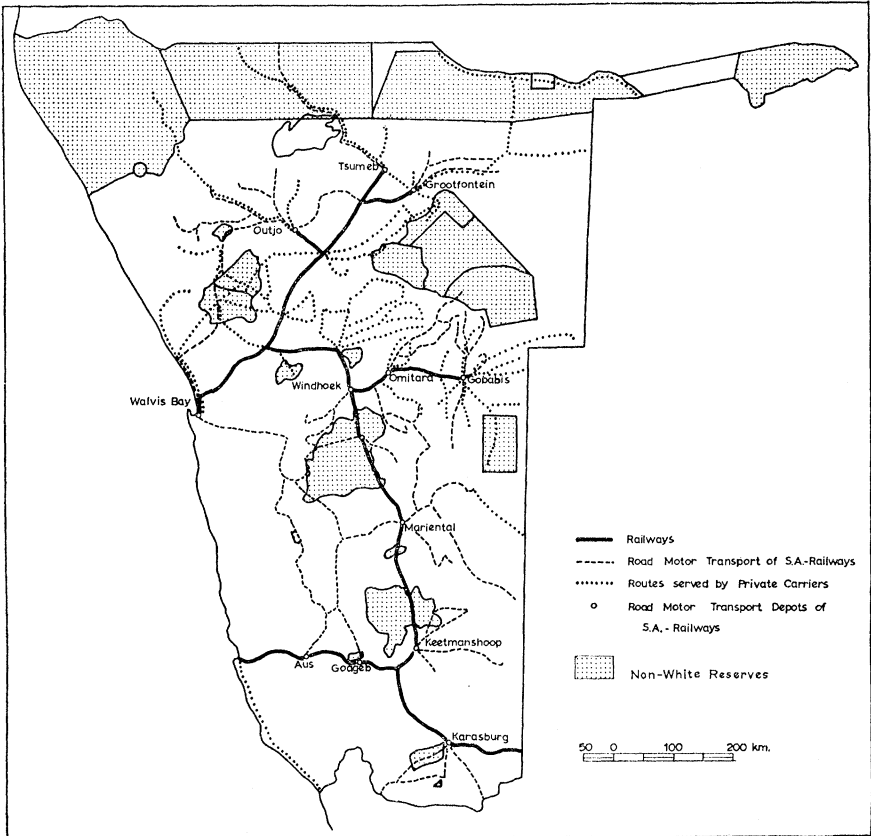 Tsumeb
Grootfontein
Outjo
Windhoek
Omitara
Gobabis
Walvis Bay
Mariental
Railways
Road Motor Transport of S.A.-Railways
Routes served by Private Carriers
Road Motor Transport Depots of
S.A. - Railways
Keetmanshoop
Aus
Goageb
Non-White Reserves
Karasburg
50 0 100 200 km.